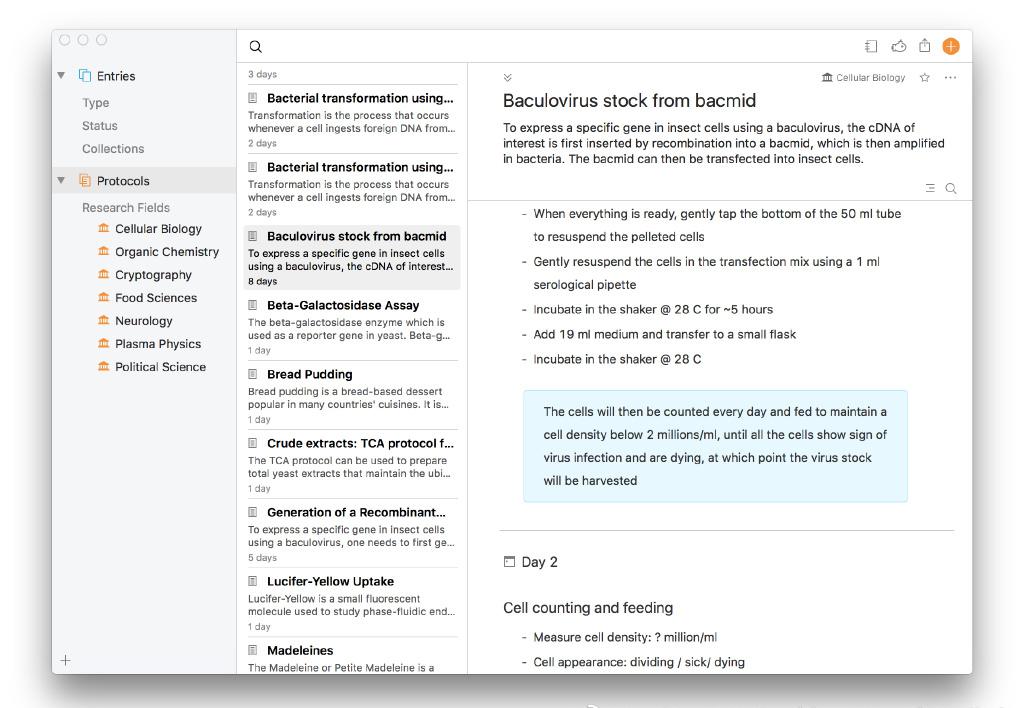 Entries
Type
Status
Collections
Protocols
Research Fields
Cellular Biology
Organic Chemistry
Cryptography
Food Sciences
Neurology
Plasma Physics
Political Science
3 days
Bacterial transformation using...
Transformation is the process that occurs
whenever a cell ingests foreign DNA from...
2 days
Bacterial transformation using...
Transformation is the process that occurs
whenever a cell ingests foreign DNA from...
2 days
Baculovirus stock from bacmid
To express a specific gene in insect cells
using a baculovirus, the cDNA of interest...
8 days
Beta-Galactosidase Assay
The beta-galactosidase enzyme which is
used as a reporter gene in yeast. Beta-g...
1 day
Bread Pudding
Bread pudding is a bread-based dessert
popular in many countries' cuisines. It is...
1 day
Crude extracts: TCA protocol f...
The TCA protocol can be used to prepare
total yeast extracts that maintain the ubi...
1 day
Generation of a Recombinant...
To express a specific gene in insect cells
using a baculovirus, one needs to first ge...
5 days
Lucifer-Yellow Uptake
Lucifer-Yellow is a small fluorescent
molecule used to study phase-fluidic end...
1 day
Madeleines
The Madeleine or Petite Madeleine is a
Cellular Biology
Baculovirus stock from bacmid
To express a specific gene in insect cells using a baculovirus, the cDNA of
interest is first inserted by recombination into a bacmid, which is then amplified
in bacteria. The bacmid can then be transfected into insect cells.
- When everything is ready, gently tap the bottom of the 50 ml tube
to resuspend the pelleted cells
- Gently resuspend the cells in the transfection mix using a 1 ml
serological pipette
- Incubate in the shaker @ 28 C for ~5 hours
- Add 19 ml medium and transfer to a small flask
- Incubate in the shaker @ 28 C
The cells will then be counted every day and fed to maintain a
cell density below 2 millions/ml, until all the cells show sign of
virus infection and are dying, at which point the virus stock
will be harvested
Day 2
Cell counting and feeding
- Measure cell density: ? million/ml
- Cell appearance: dividing / sick/ dying